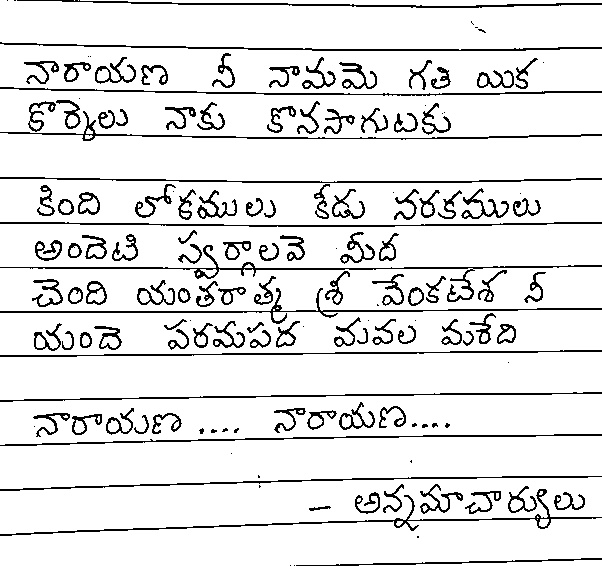 నారాయణ నీ నామమె గతి యిక
కొర్కెలు నాకు కొనసాగుటకు
కింది లోకములు కీడు నరకములు
అందెటి స్వర్గాలవె మీద
చెంది యంతరాత్మ శ్రీ వేంకటేశ నీ
యందె పరమపద మవల మరేది
నారాయణ .... నారాయణ....
- అన్నమాచార్యులు